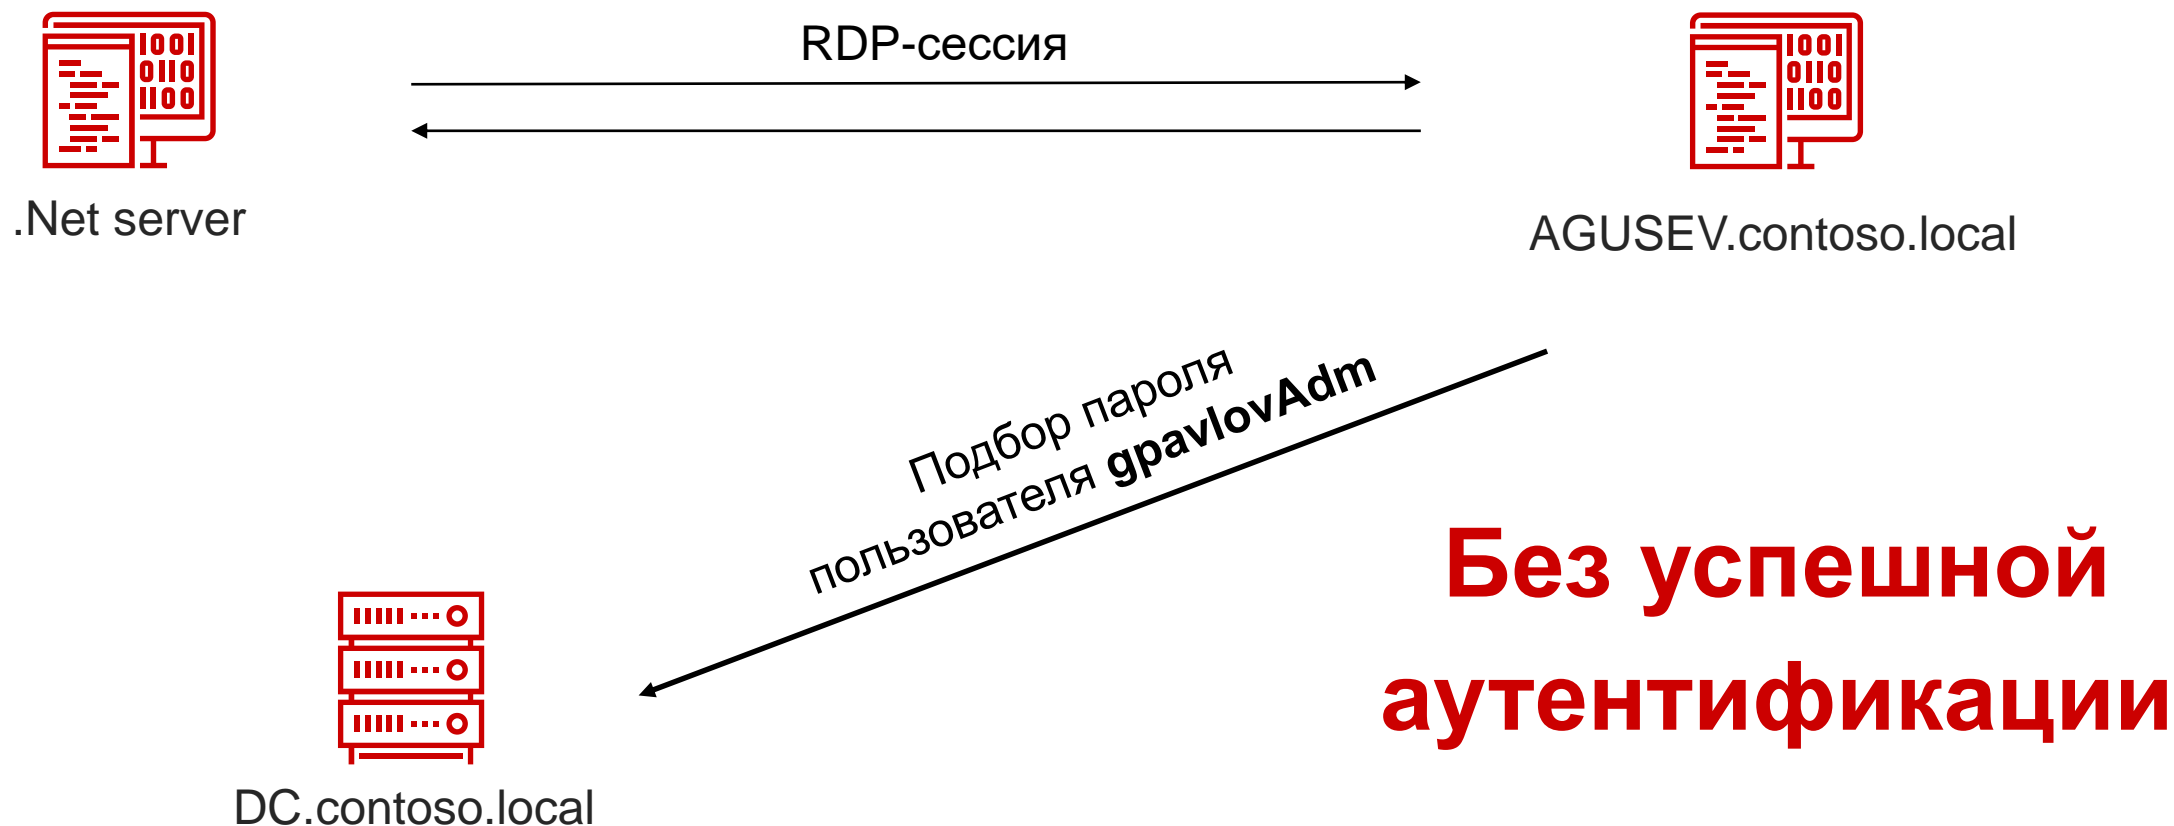 RDP-сессия
.Net server
AGUSEV.contoso.local
Подбор пароля
пользователя gpavlovAdm
Без успешной
аутентификации
DC.contoso.local